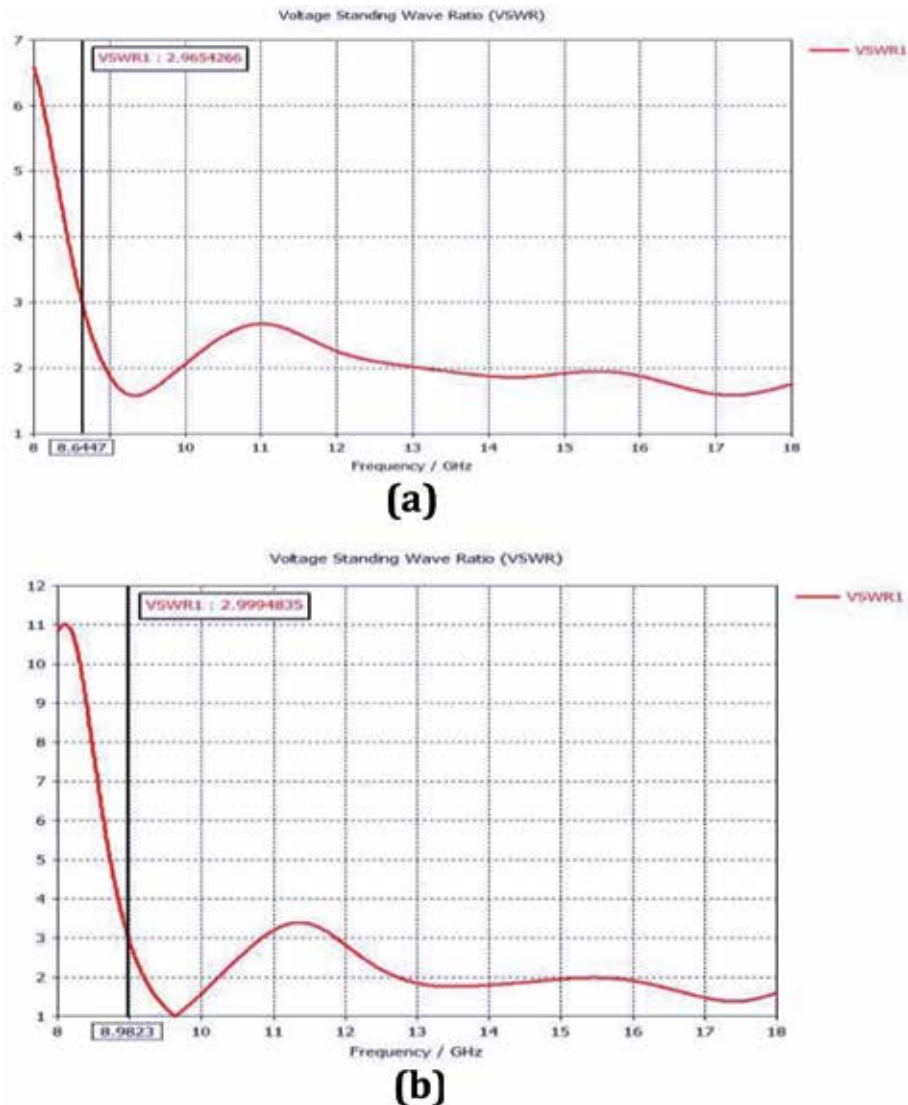 Voltage Standing Wave Ratio (VSWR)
7
VSWR1 : 2.9654266
VSWR1
6
5
4
3
2
1
8 8.6447 10 11 12 13 14 15 16 17 18
Frequency / GHz
(a)
Voltage Standing Wave Ratio (VSWR)
12
VSWR1 : 2.9994835
VSWR1
11
10
9
8
7
6
5
4
3
2
1
8 8.9823 10 11 12 13 14 15 16 17 18
Frequency / GHz
(b)